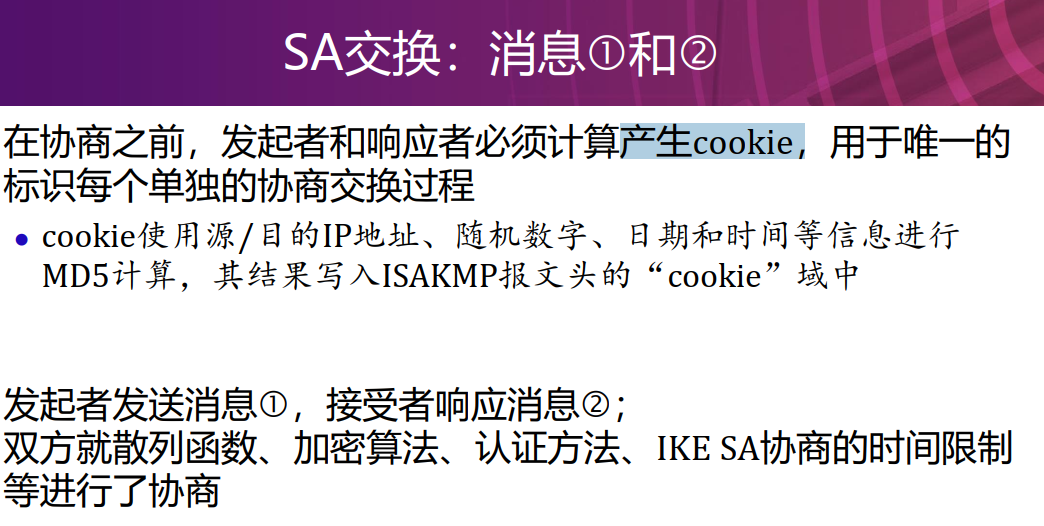 SA交换：消息①和②
在协商之前，发起者和响应者必须计算产生cookie，用于唯一的
标识每个单独的协商交换过程
• cookie使用源/目的IP地址、随机数字、日期和时间等信息进行
MD5计算，其结果写入ISAKMP报文头的“cookie”域中
发起者发送消息①，接受者响应消息②；
双方就散列函数、加密算法、认证方法、IKE SA协商的时间限制
等进行了协商